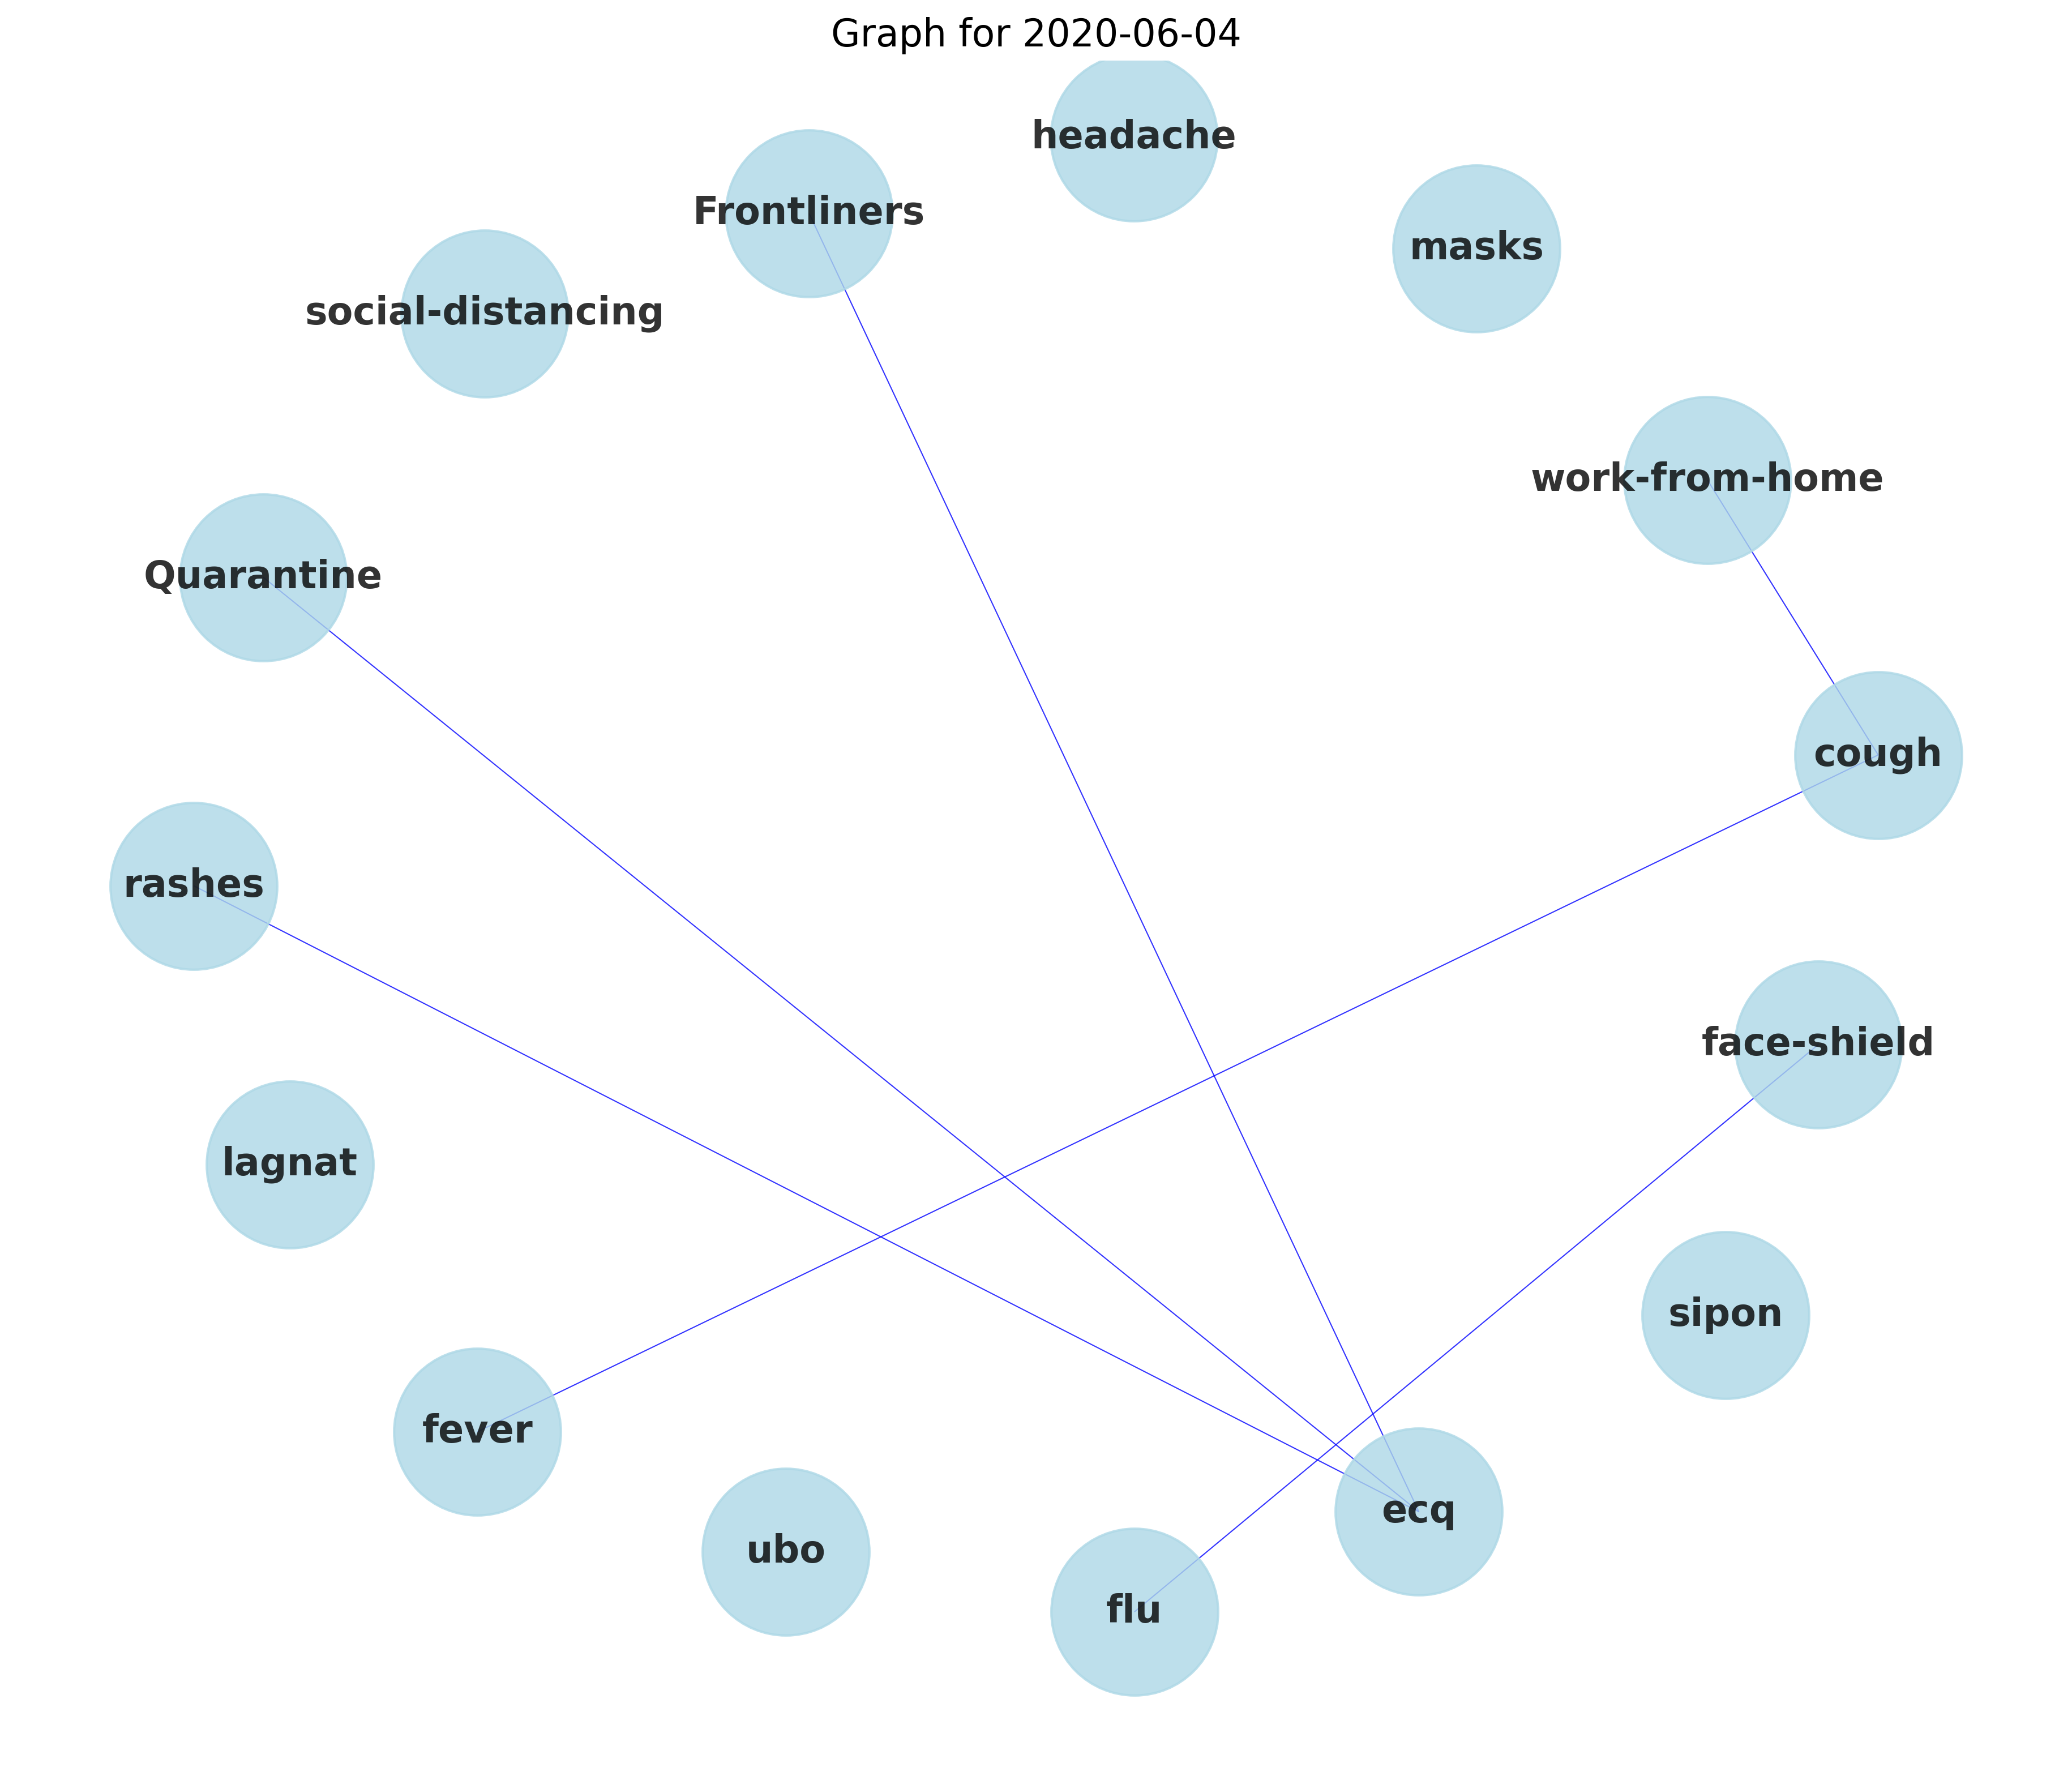 Graph for 2020-06-04
headache
Frontliners
masks
social-distancing
work-from-home
Quarantine
cough
rashes
face-shield
lagnat
sipon
fever
ecq
ubo
flu